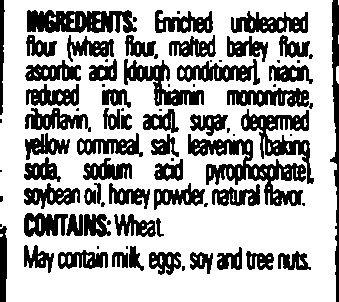 INGREDIENTS: Enriched unbleached
flour (wheat flour, malted barley flour,
ascorbic acid [dough conditioner], niacin,
reduced iron, thiamin mononitrate,
riboflavin, folic acid), sugar, degermed
yellow cornmeal, salt, leavening (baking
soda, sodium acid pyrophosphate),
soybean oil, honey powder, natural flavor.
CONTAINS: Wheat.
May contain milk, eggs, soy and tree nuts.